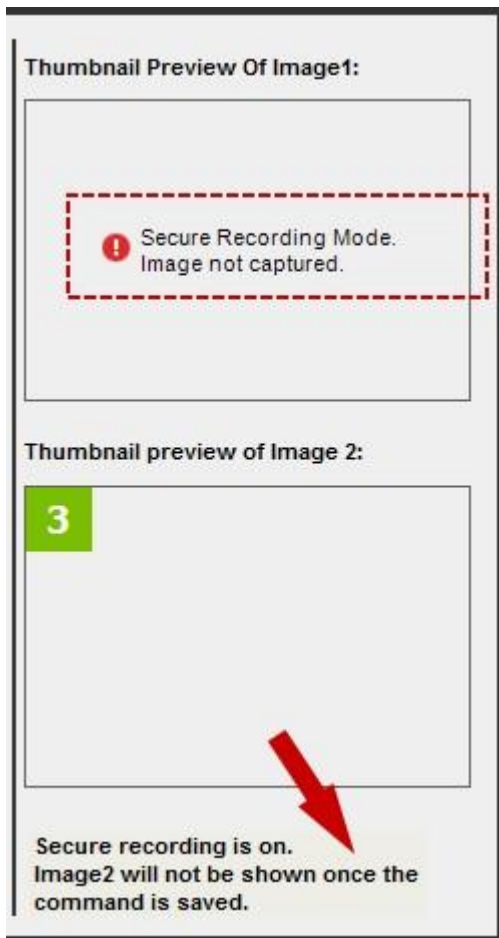 Thumbnail Preview Of Image1:
Secure Recording Mode.
Image not captured.
Thumbnail preview of Image 2:
3
Secure recording is on.
Image2 will not be shown once the
command is saved.